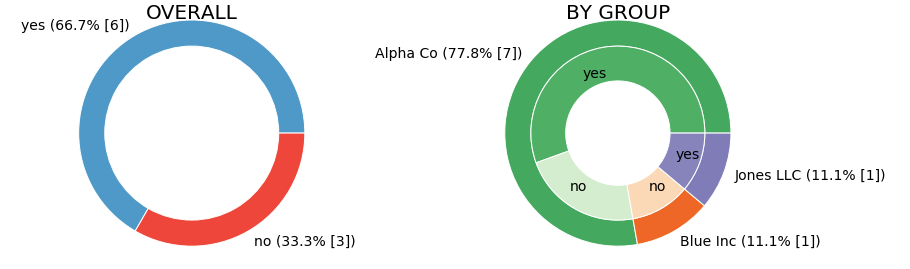 OVERALL
yes (66.7% [6])
no (33.3% [3])
BY GROUP
Alpha Co (77.8% [7])
yes
yes
Jones LLC (11.1% [1])
no
no
Blue Inc (11.1% [1])